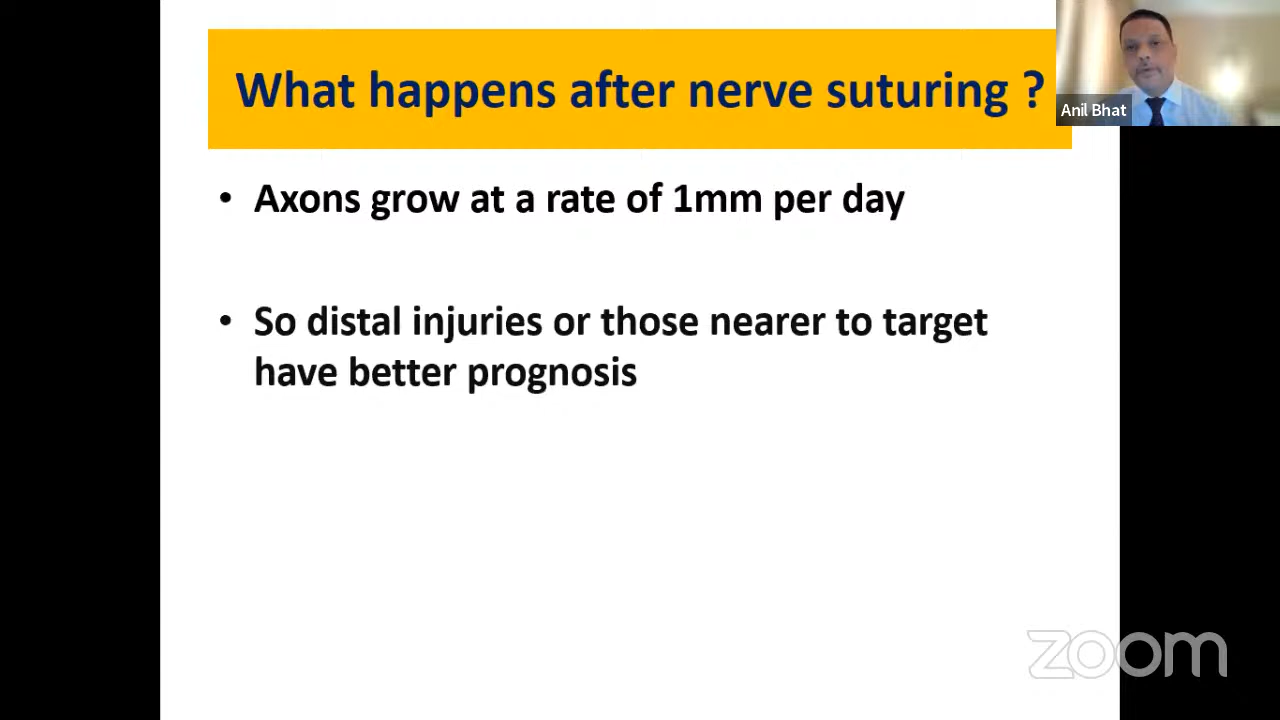 What happens after nerve suturing ?
Anil Bhat
• Axons grow at a rate of 1mm per day
• So distal injuries or those nearer to target
have better prognosis
zoom